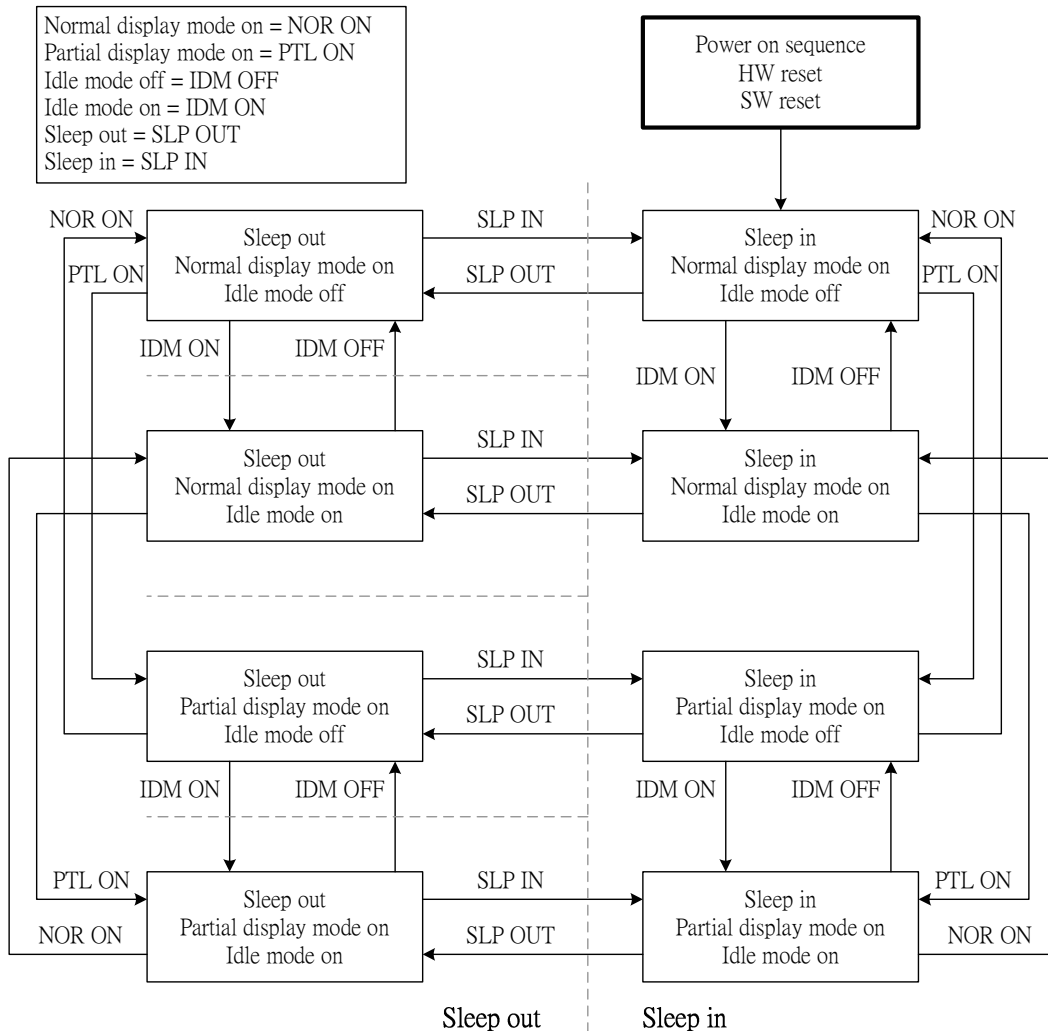 Normal display mode on = NOR ON
Partial display mode on = PTL ON
Idle mode off = IDM OFF
Idle mode on = IDM ON
Sleep out = SLP OUT
Sleep in = SLP IN
Power on sequence
HW reset
SW reset
NOR ON
PTL ON
Sleep out
Normal display mode on
Idle mode off
SLP IN
SLP OUT
Sleep in
Normal display mode on
Idle mode off
NOR ON
PTL ON
IDM ON
IDM OFF
IDM ON
IDM OFF
Sleep out
Normal display mode on
Idle mode on
SLP IN
SLP OUT
Sleep in
Normal display mode on
Idle mode on
Sleep out
Partial display mode on
Idle mode off
SLP IN
SLP OUT
Sleep in
Partial display mode on
Idle mode off
IDM ON
IDM OFF
IDM ON
IDM OFF
PTL ON
NOR ON
Sleep out
Partial display mode on
Idle mode on
SLP IN
SLP OUT
Sleep in
Partial display mode on
Idle mode on
PTL ON
NOR ON
Sleep out
Sleep in